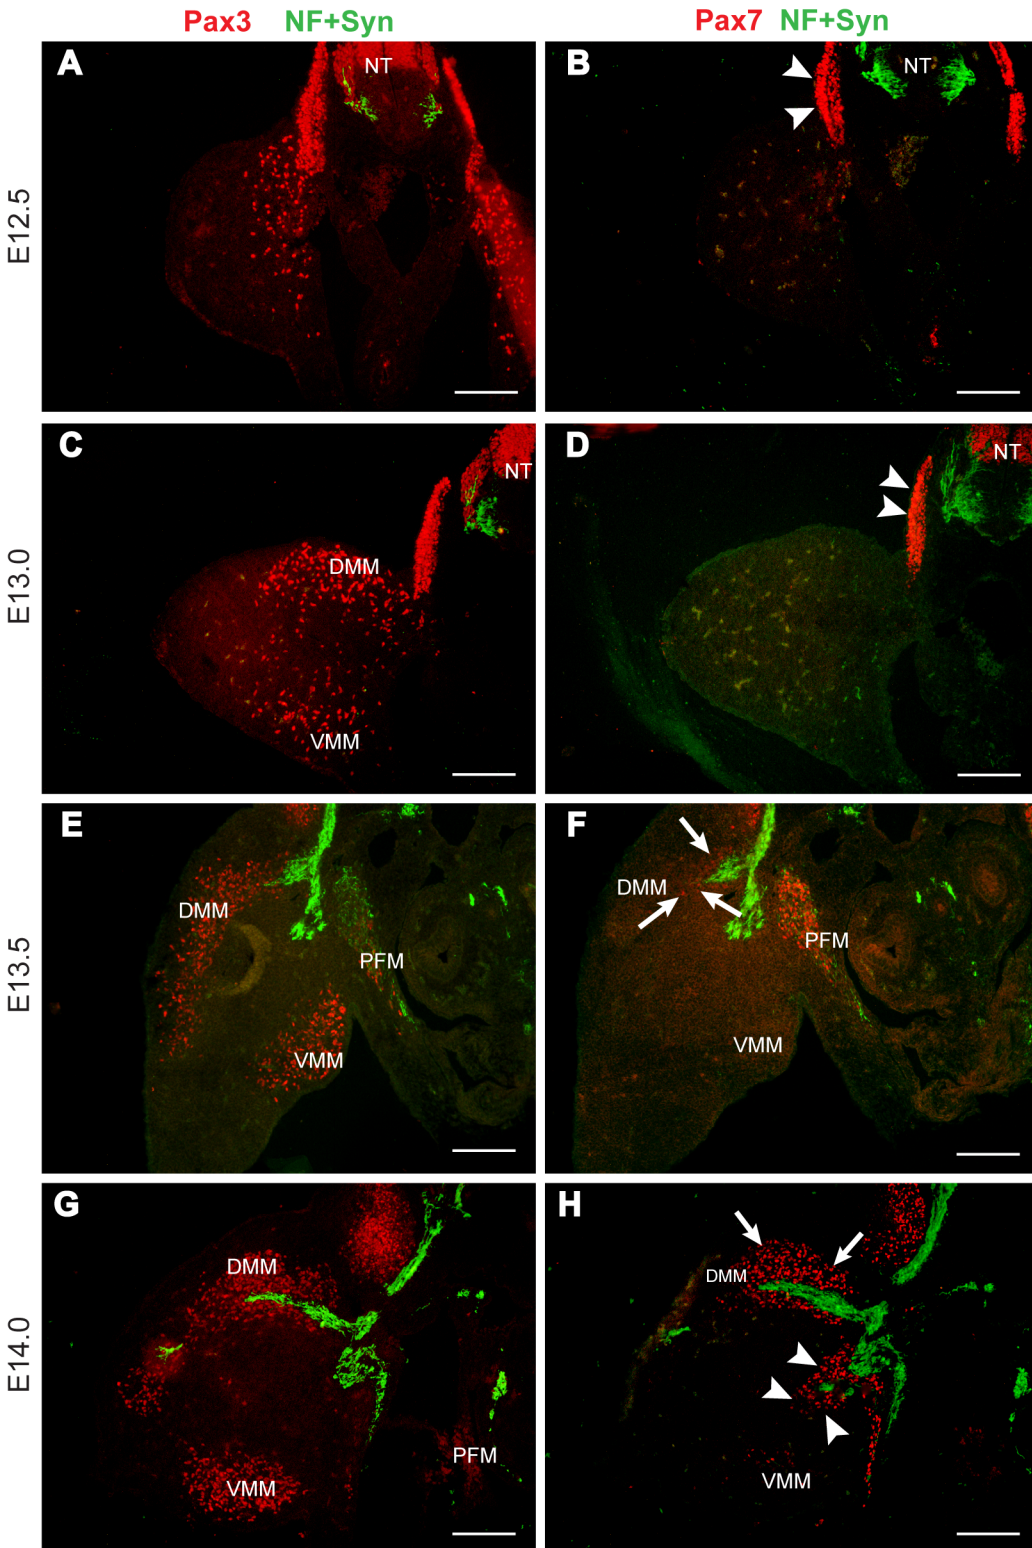 Pax3 NF+Syn
Pax7 NF+Syn
E12.5
A
NT
B
NT
E13.0
C
NT
DMM
VMM
D
NT
E13.5
E
DMM
PFM
VMM
F
DMM
PFM
VMM
E14.0
G
DMM
PFM
VMM
H
DMM
VMM